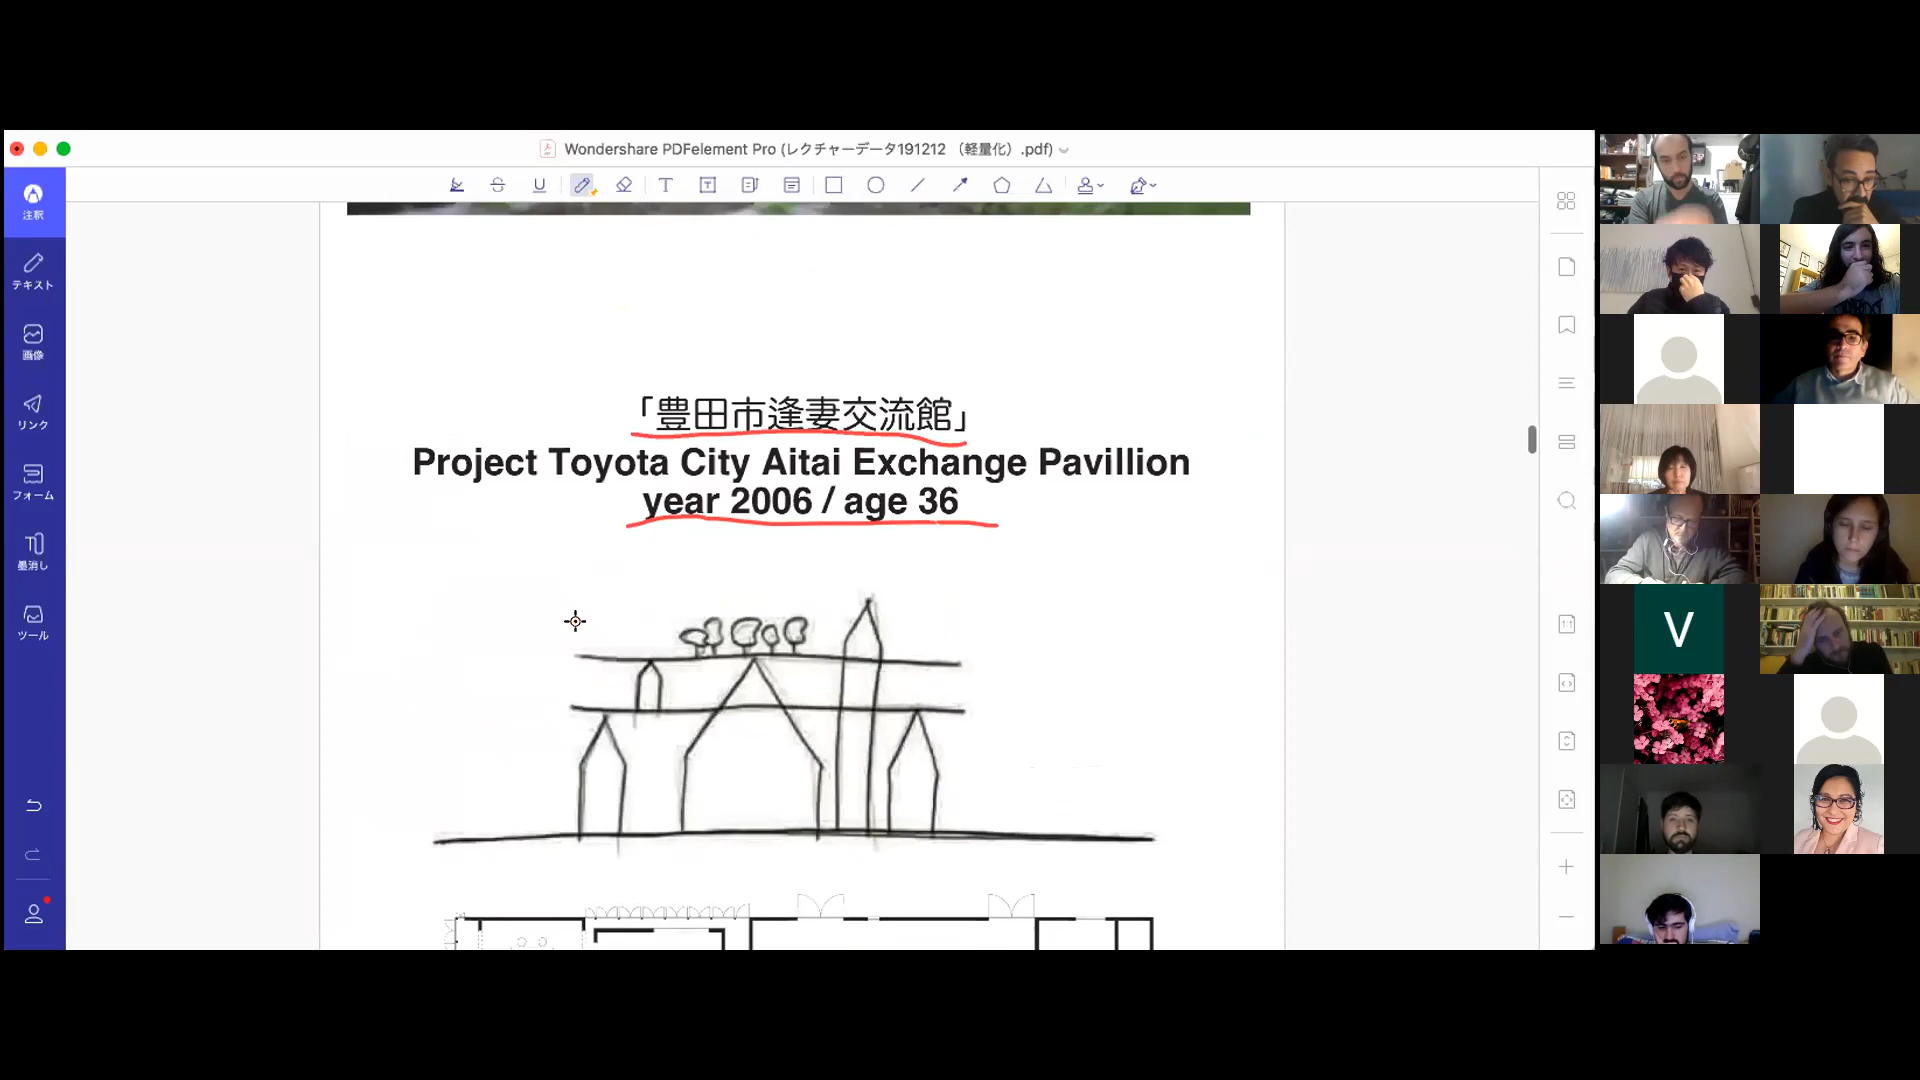 Wondershare PDFelement Pro (レクチャーデータ191212 （軽量化）.pdf)
注釈
テキスト
画像
リンク
フォーム
墨消し
ツール
「豊田市逢妻交流館」
Project Toyota City Aitai Exchange Pavillion
year 2006 / age 36
V